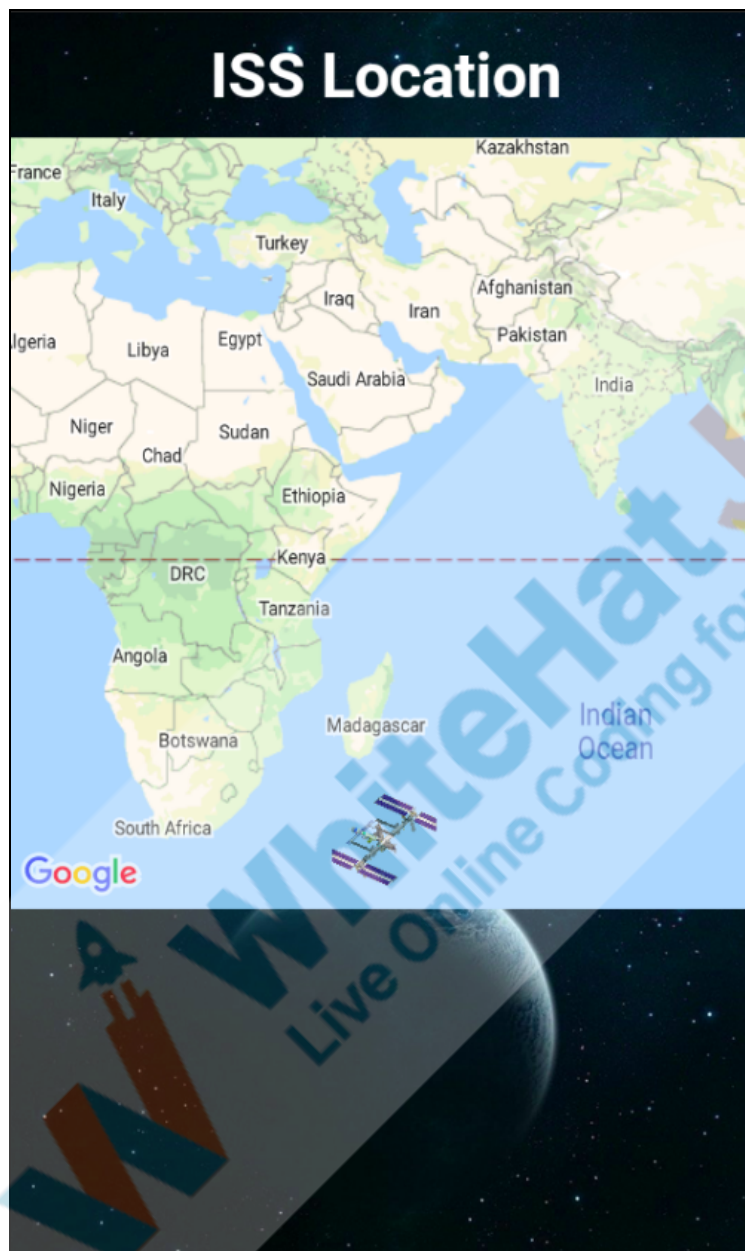 ISS Location
Kazakhstan
France
Italy
Turkey
Afghanistan
Iraq
Iran
Pakistan
Egypt
lgeria
Libya
Saudi Arabia
India
Niger
Sudan
Chad
Nigeria
Ethiopia
Kenya
DRC
Tanzania
Angola
Madagascar
Indian
Ocean
Botswana
South Africa
Google
WhiteHat J
Live Online Coding for